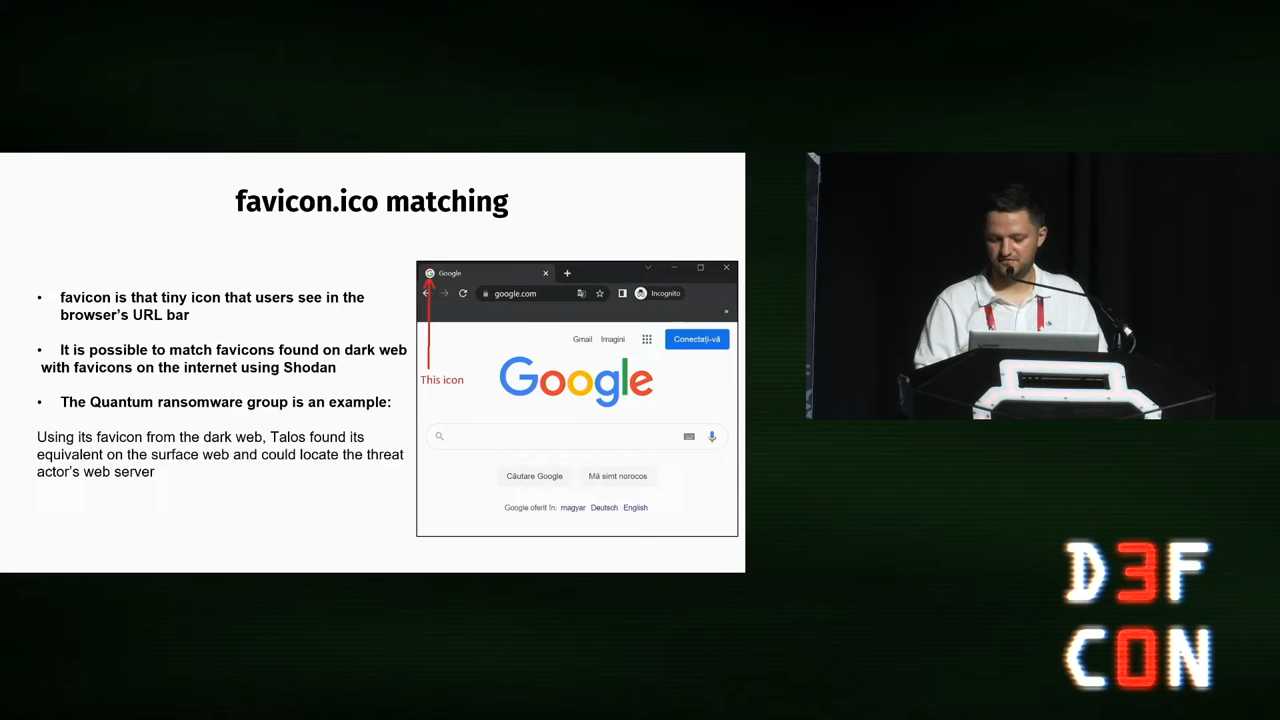 favicon.ico matching
• favicon is that tiny icon that users see in the
browser's URL bar
• It is possible to match favicons found on dark web
with favicons on the internet using Shodan
• The Quantum ransomware group is an example:
Using its favicon from the dark web, Talos found its
equivalent on the surface web and could locate the threat
actor's web server
Google
google.com
Incognito
»
This icon
Gmail Imagini
Conectați-vă
Google
Căutare Google Mă simt norocos
Google oferit în: magyar Deutsch English
Lenovo
D3F
C0N